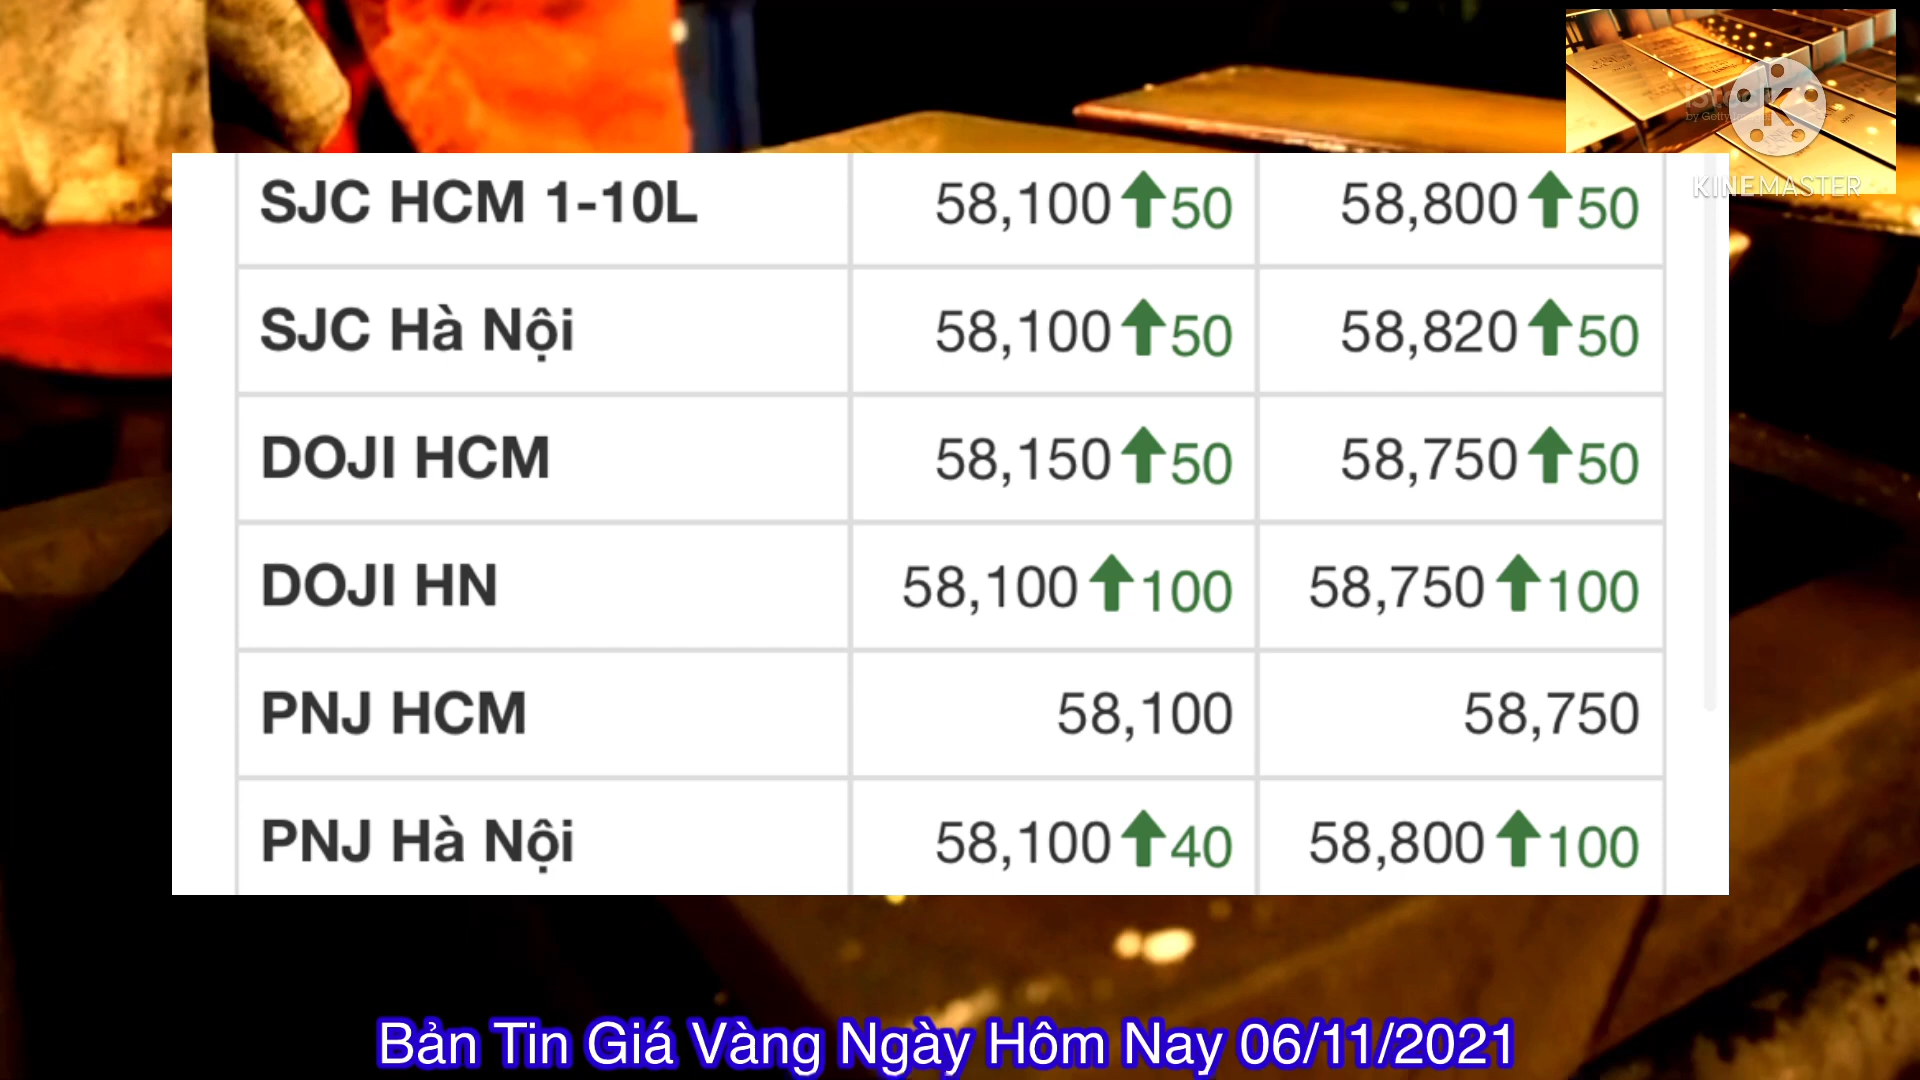 SJC HCM 1-10L 58,100 ⬆50 58,800 ⬆50
SJC Hà Nội 58,100 ⬆50 58,820 ⬆50
DOJI HCM 58,150 ⬆50 58,750 ⬆50
DOJI HN 58,100 ⬆100 58,750 ⬆100
PNJ HCM 58,100 58,750
PNJ Hà Nội 58,100 ⬆40 58,800 ⬆100
K
KINEMASTER
Bản Tin Giá Vàng Ngày Hôm Nay 06/11/2021